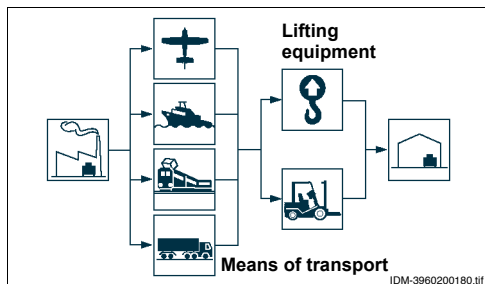 Lifting
equipment
Means of transport
IDM-3960200180.tif